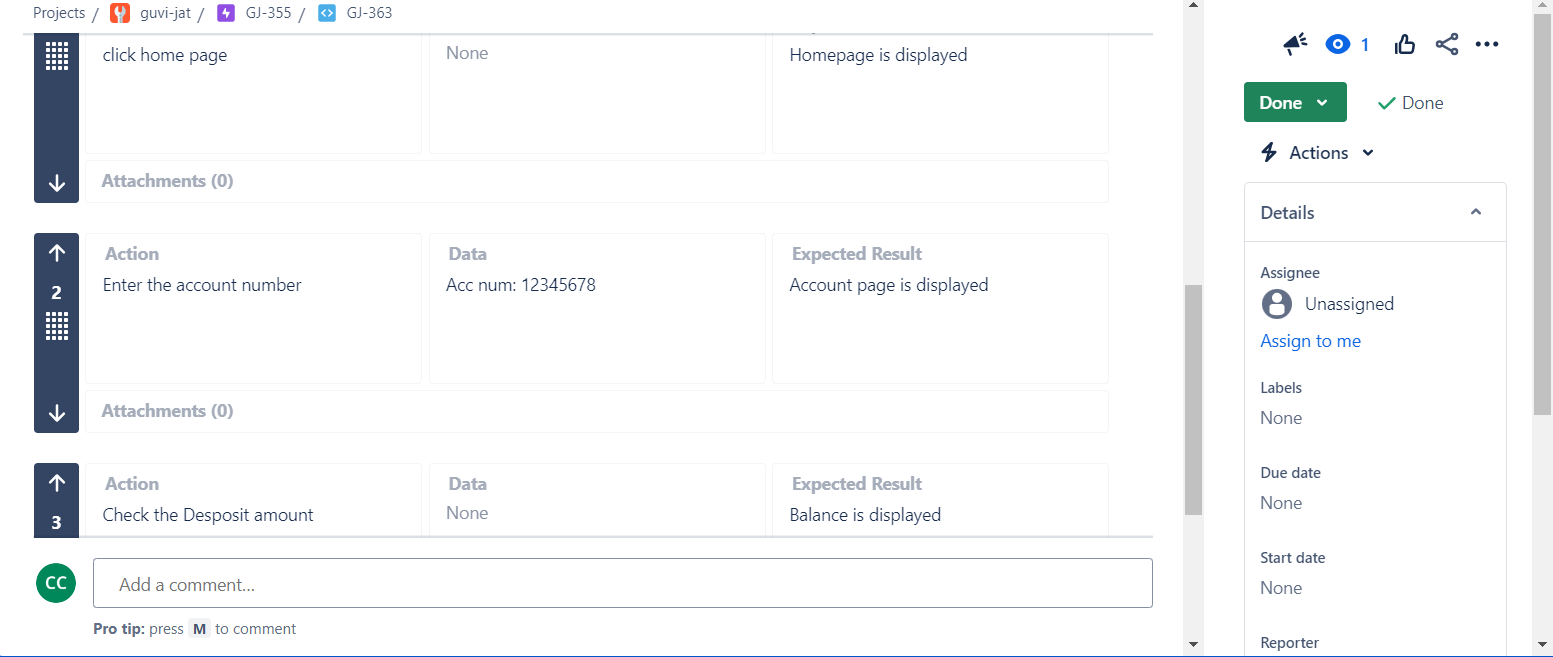 Projects / guvi-jat / GJ-355 / GJ-363
click home page
None
Homepage is displayed
Attachments (0)
2
Action
Enter the account number
Data
Acc num: 12345678
Expected Result
Account page is displayed
Attachments (0)
3
Action
Check the Desposit amount
Data
None
Expected Result
Balance is displayed
CC
Add a comment...
Pro tip: press M to comment
1
Done
Done
Actions
Details
Assignee
Unassigned
Assign to me
Labels
None
Due date
None
Start date
None
Reporter